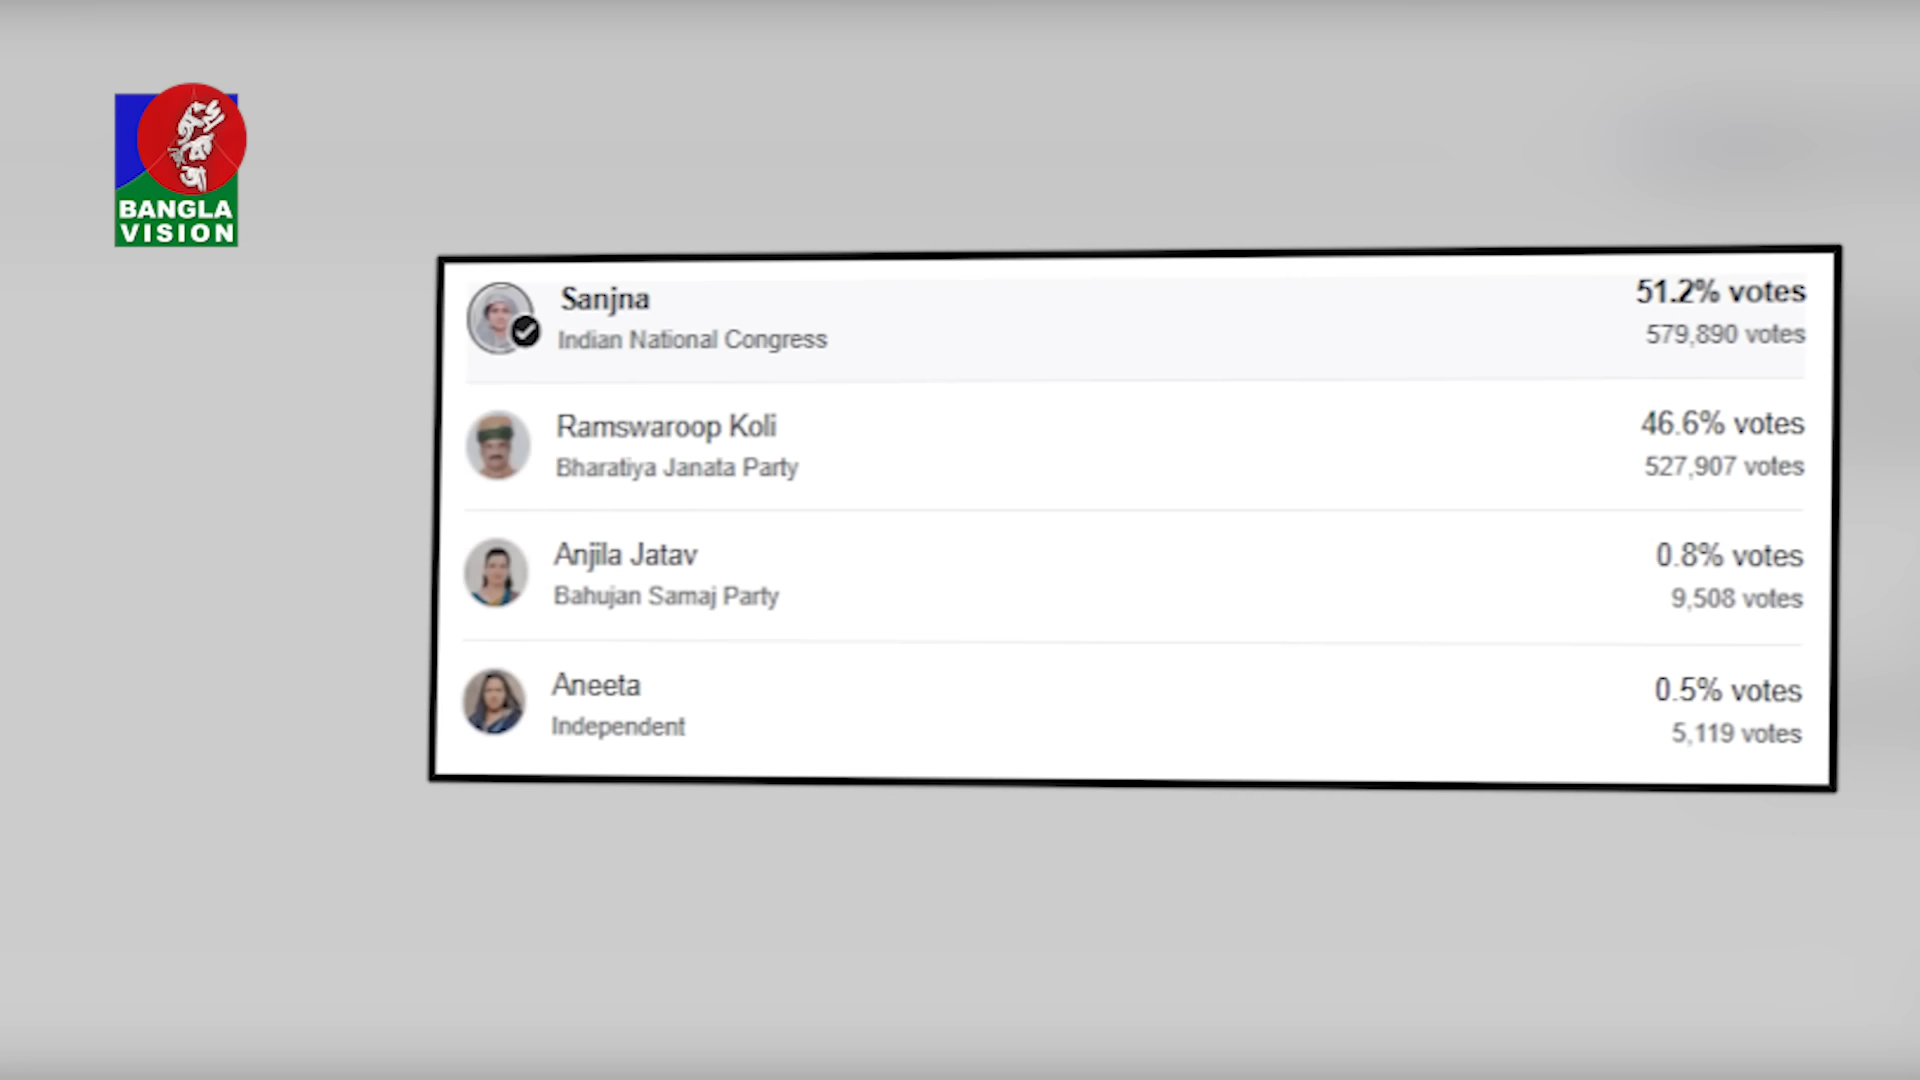 BANGLA
VISION
Sanjna
51.2% votes
Indian National Congress
579,890 votes
Ramswaroop Koli
46.6% votes
Bharatiya Janata Party
527,907 votes
Anjila Jatav
0.8% votes
Bahujan Samaj Party
9,508 votes
Aneeta
0.5% votes
Independent
5,119 votes